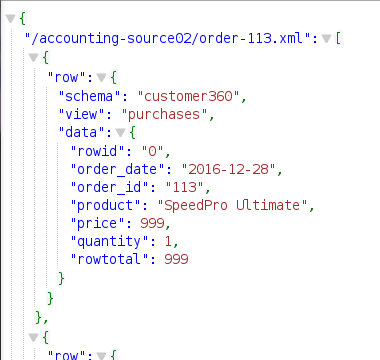 {
"/accounting-source02/order-113.xml": [
{
"row": {
"schema": "customer360",
"view": "purchases",
"data": {
"rowid": "0",
"order_date": "2016-12-28",
"order_id": "113",
"product": "SpeedPro Ultimate",
"price": 999,
"quantity": 1,
"rowtotal": 999
}
}
},
{
"row": {